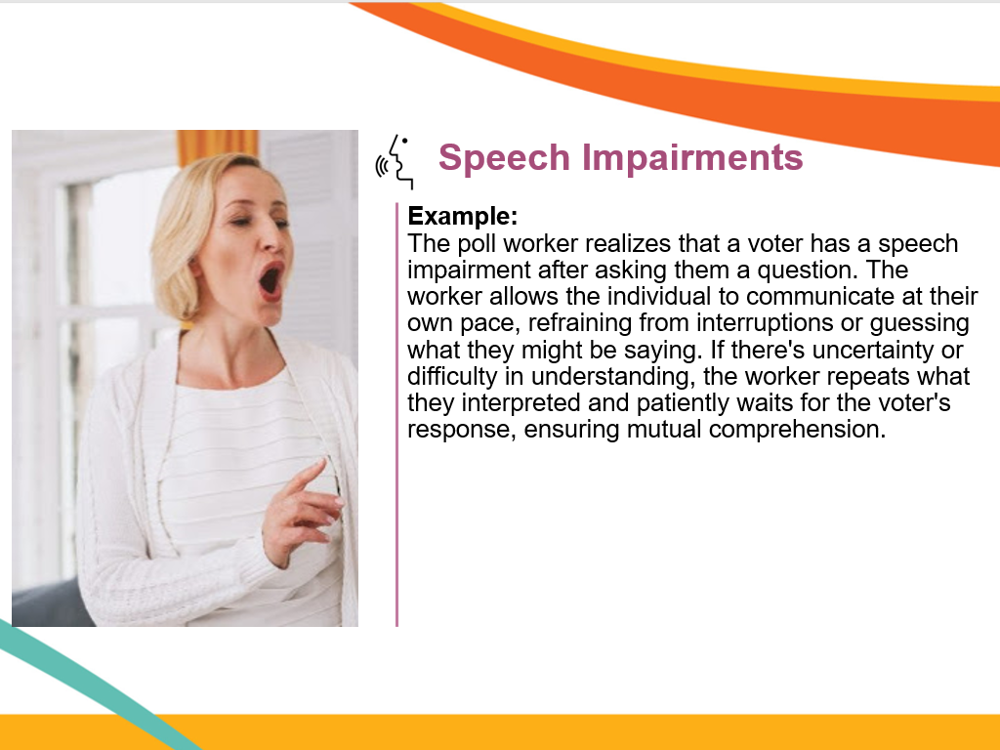 Speech Impairments
Example:
The poll worker realizes that a voter has a speech
impairment after asking them a question. The
worker allows the individual to communicate at their
own pace, refraining from interruptions or guessing
what they might be saying. If there's uncertainty or
difficulty in understanding, the worker repeats what
they interpreted and patiently waits for the voter's
response, ensuring mutual comprehension.